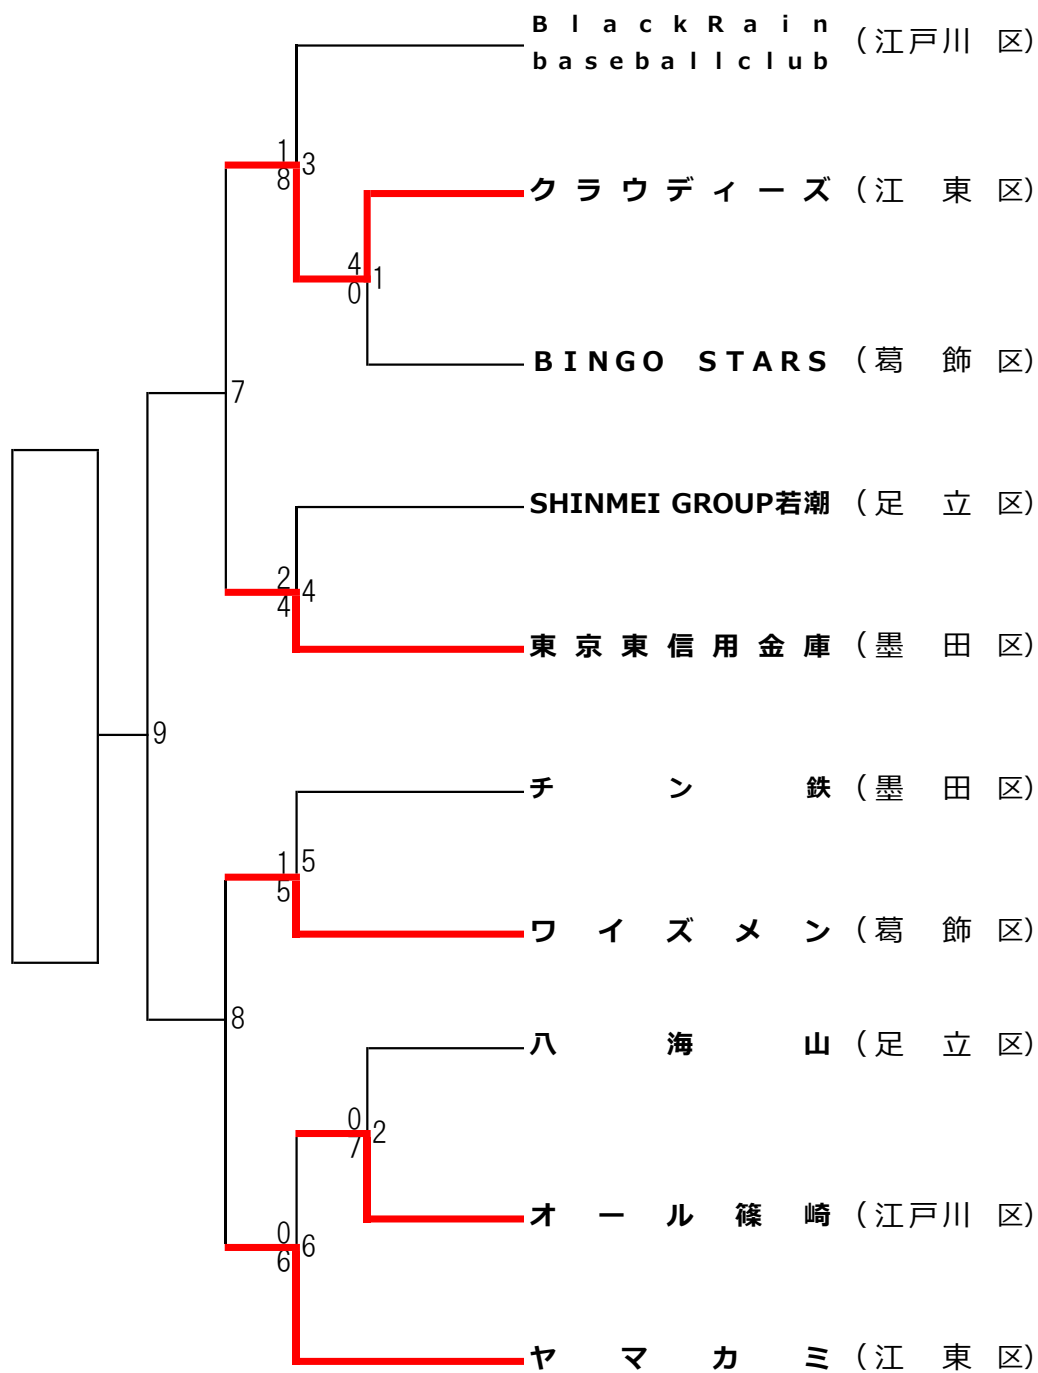 BlackRain
baseballclub (江戸川区)
1 3
8
クラウディーズ (江東区)
4 1
0
BINGO STARS (葛飾区)
7
SHINMEI GROUP若潮 (足立区)
2 4
4
東京東信用金庫 (墨田区)
9
チン鉄 (墨田区)
1 5
5
ワイズメン (葛飾区)
8
八海山 (足立区)
0 2
7
オール篠崎 (江戸川区)
0 6
6
ヤマカミ (江東区)